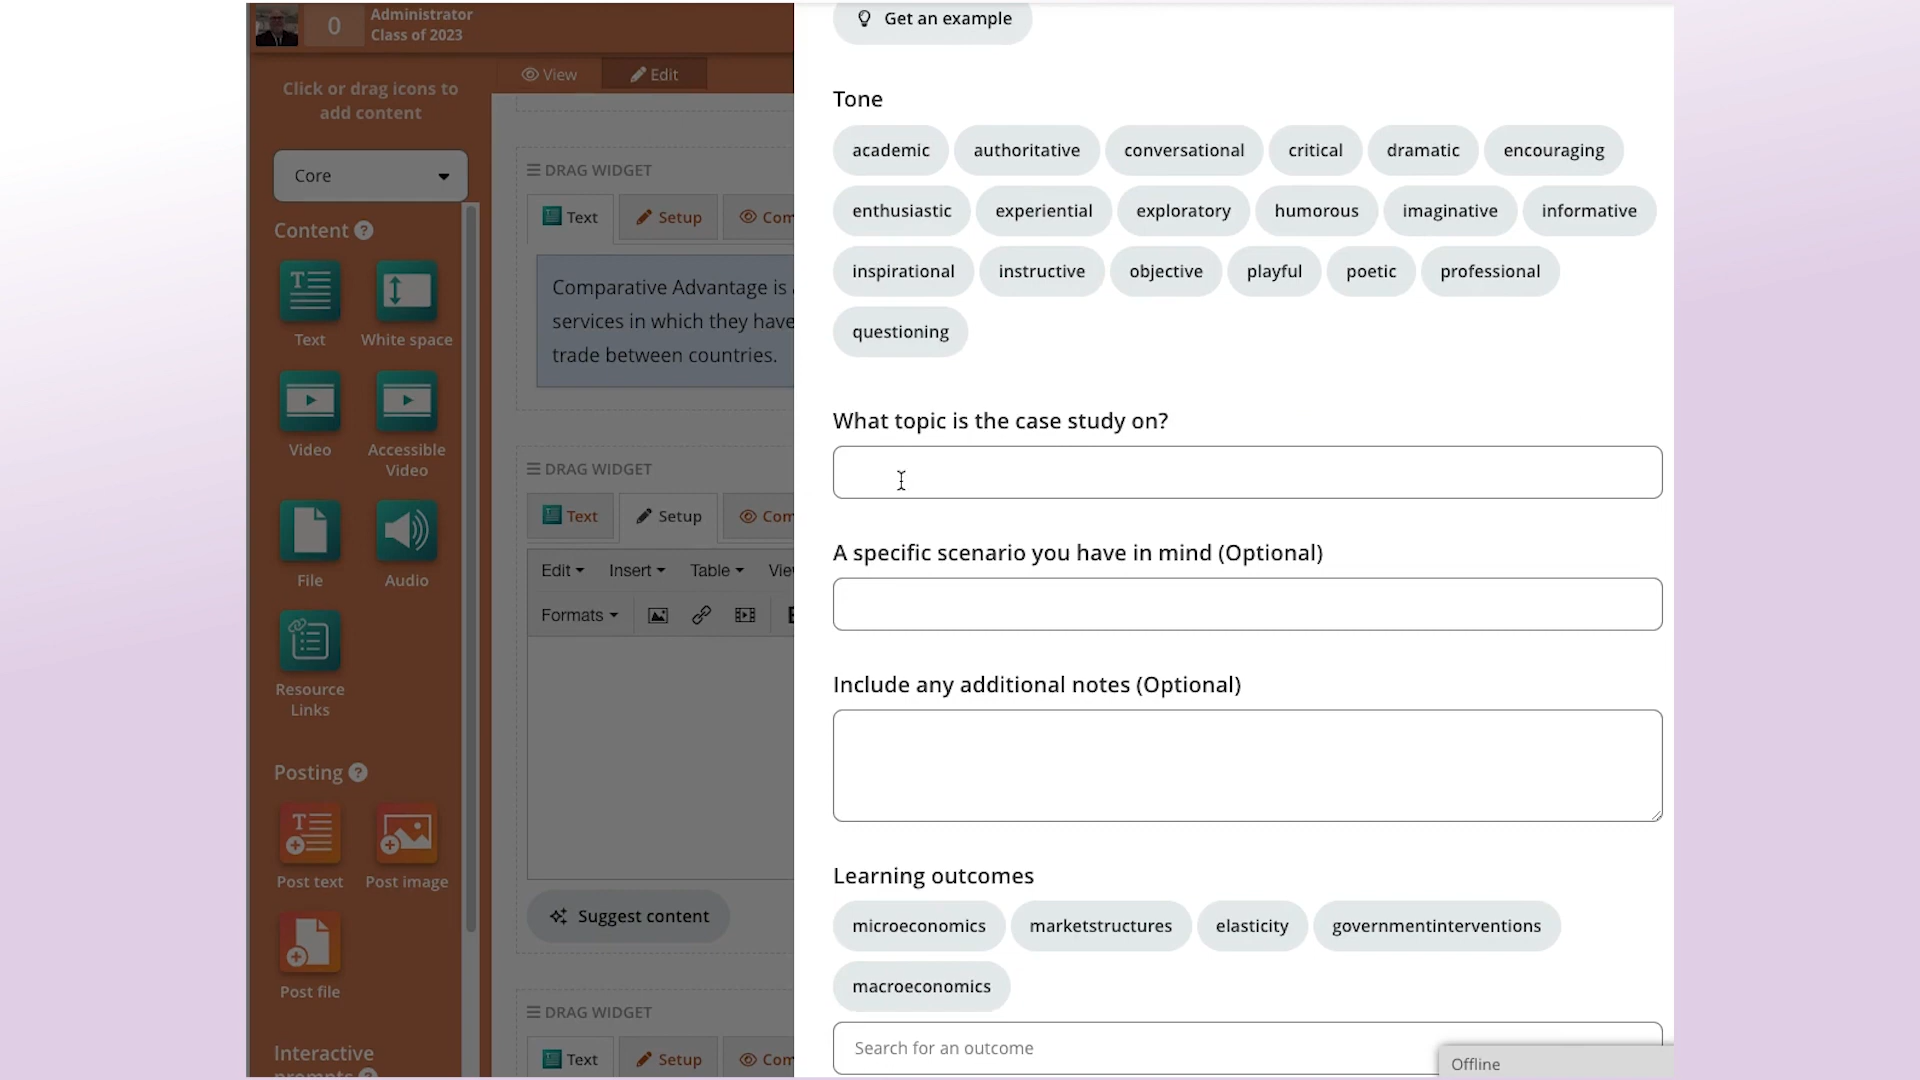 0
Administrator
Class of 2023
Click or drag icons to
add content
Core
Content ?
Text
White space
Video
Accessible
Video
File
Audio
Resource
Links
Posting ?
Post text
Post image
Post file
Interactive
View
Edit
DRAG WIDGET
Text
Setup
Com
Comparative Advantage is
services in which they have
trade between countries.
DRAG WIDGET
Text
Setup
Com
Edit
Insert
Table
Vie
Formats
Suggest content
DRAG WIDGET
Text
Setup
Com
Get an example
Tone
academic authoritative conversational critical dramatic encouraging
enthusiastic experiential exploratory humorous imaginative informative
inspirational instructive objective playful poetic professional
questioning
What topic is the case study on?
A specific scenario you have in mind (Optional)
Include any additional notes (Optional)
Learning outcomes
microeconomics marketstructures elasticity governmentinterventions
macroeconomics
Search for an outcome
Offline